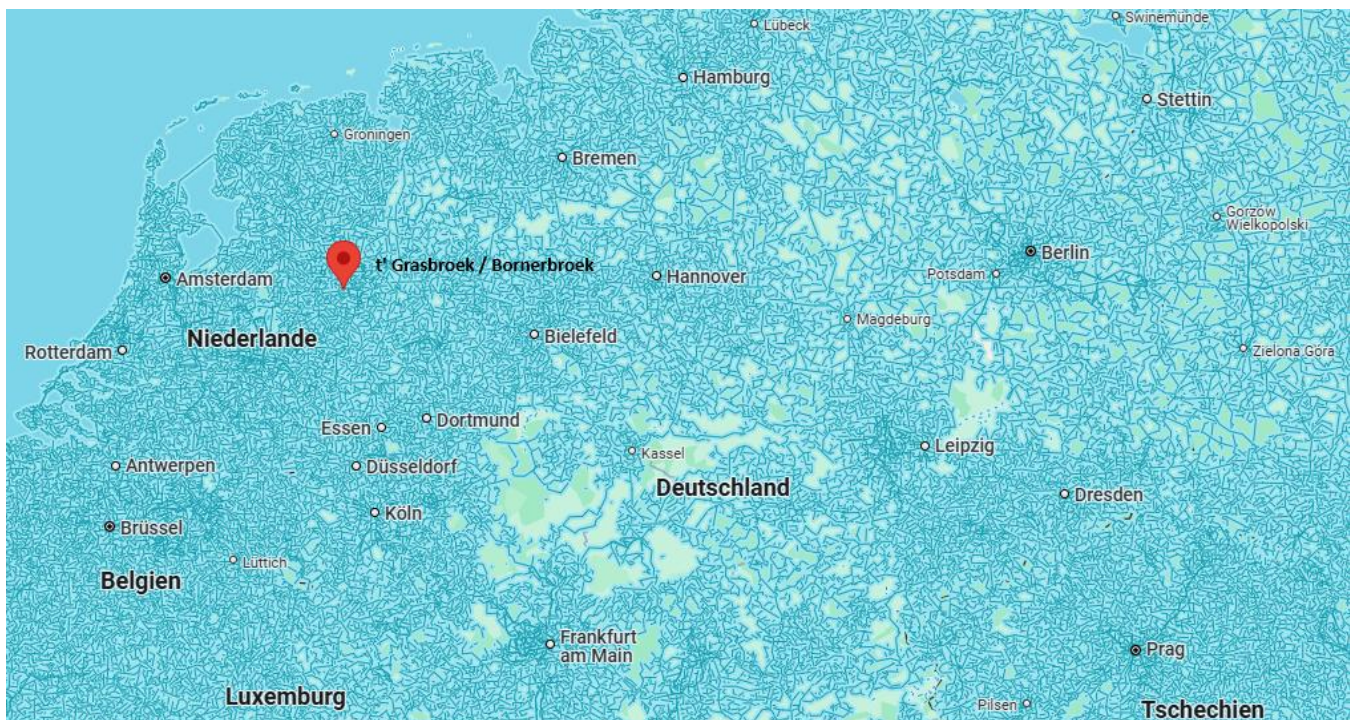 Lübeck
Swinemünde
Hamburg
Stettin
Groningen
Bremen
Gorzów
Wielkopolski
Berlin
t' Grasbroek / Bornerbroek
Amsterdam
Hannover
Potsdam
Magdeburg
Niederlande
Bielefeld
Rotterdam
Zielona Góra
Dortmund
Essen
Leipzig
Kassel
Antwerpen
Düsseldorf
Deutschland
Dresden
Köln
Brüssel
Lüttich
Belgien
Frankfurt
am Main
Prag
Luxemburg
Pilsen
Tschechien